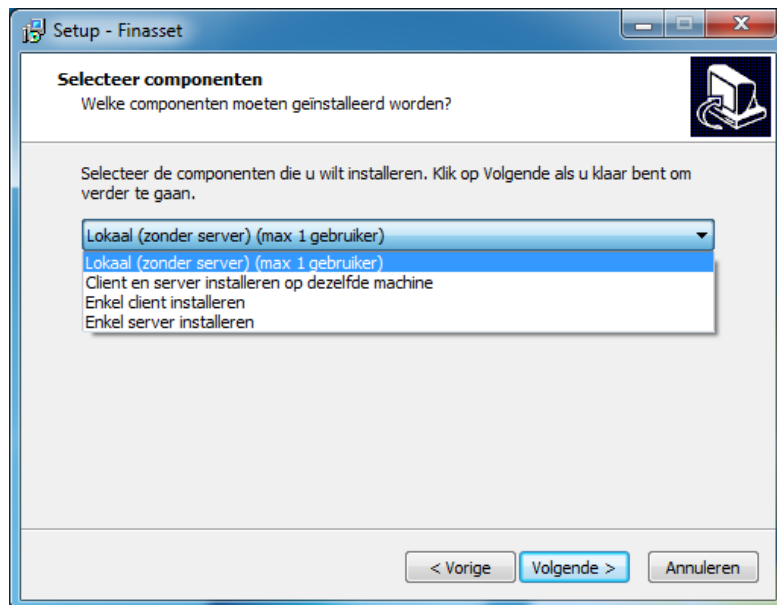 Setup - Finasset
Selecteer componenten
Welke componenten moeten geïnstalleerd worden?
Selecteer de componenten die u wilt installeren. Klik op Volgende als u klaar bent om
verder te gaan.
Lokaal (zonder server) (max 1 gebruiker)
Lokaal (zonder server) (max 1 gebruiker)
Client en server installeren op dezelfde machine
Enkel client installeren
Enkel server installeren
< Vorige Volgende > Annuleren